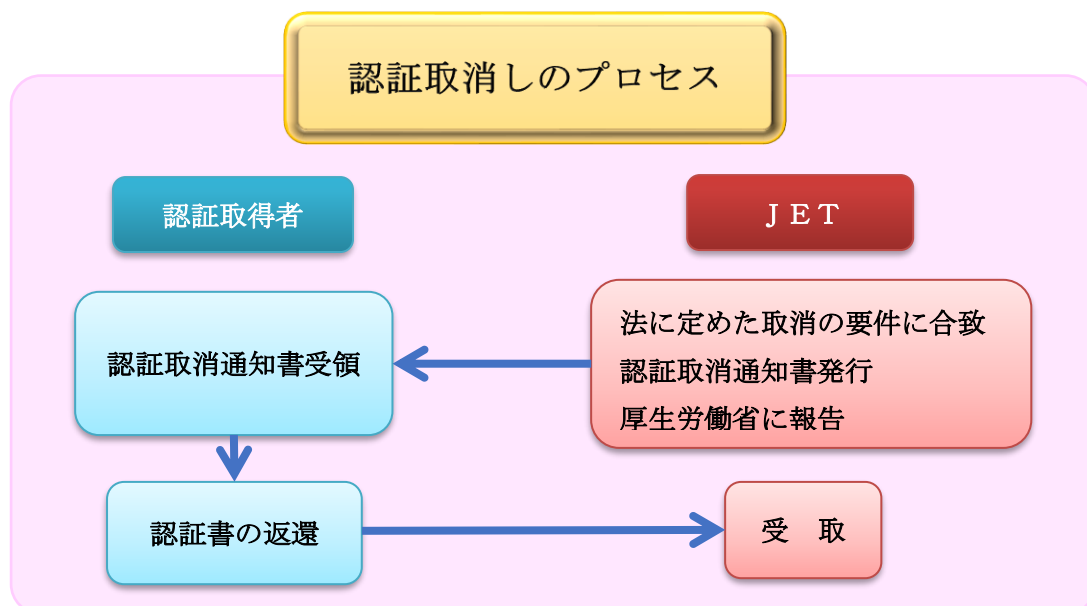 認証取消しのプロセス
認証取得者
ＪＥＴ
法に定めた取消の要件に合致
認証取消通知書発行
厚生労働省に報告
認証取消通知書受領
認証書の返還
受　取